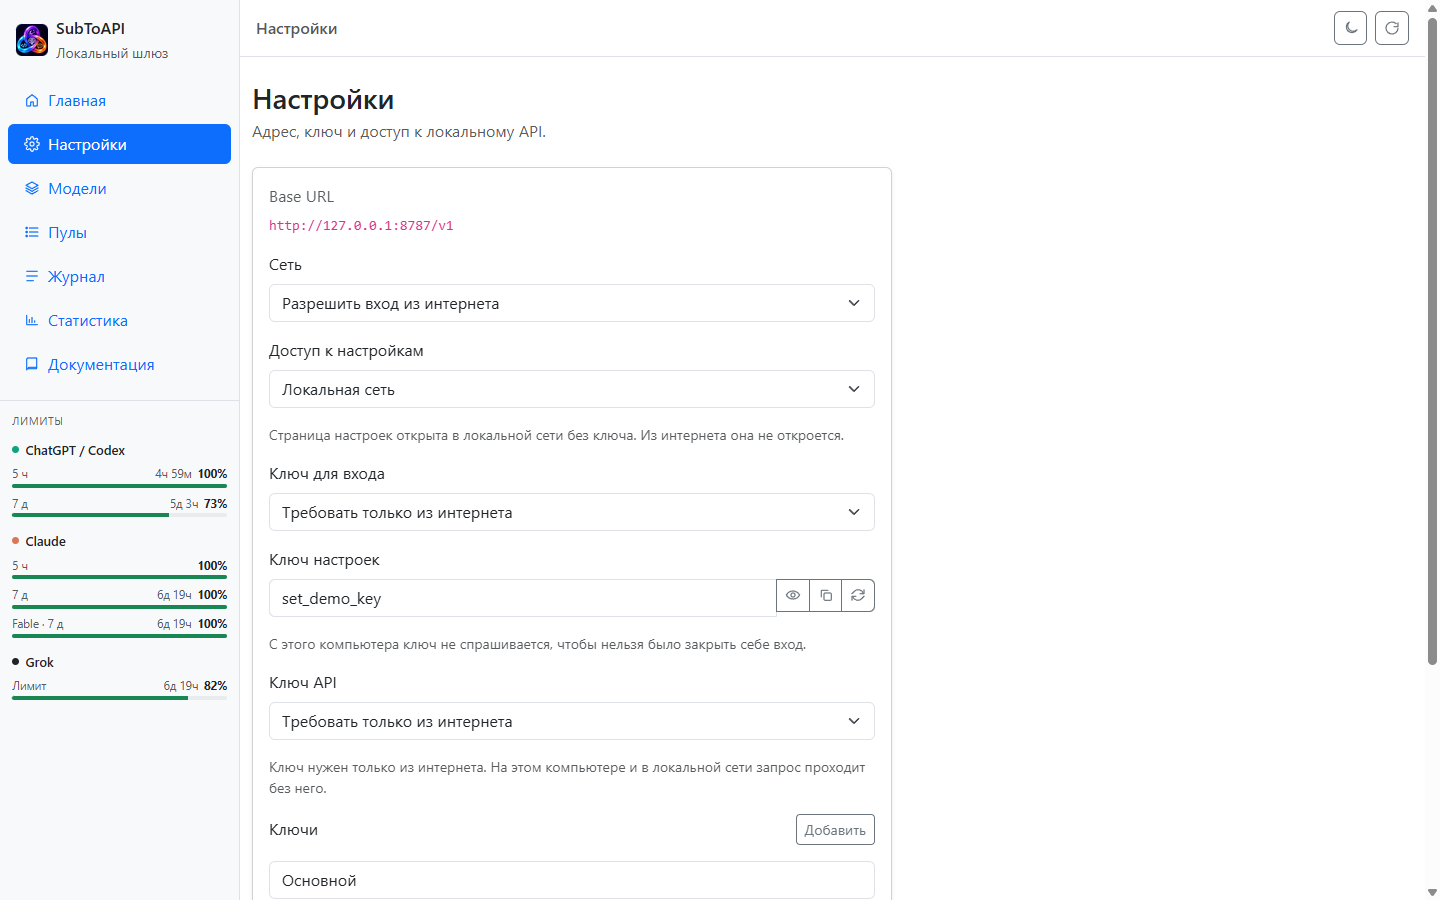 SubToAPI
Локальный шлюз
Главная
Настройки
Модели
Пулы
Журнал
Статистика
Документация
ЛИМИТЫ
ChatGPT / Codex
5 ч 4ч 59м 100%
7 д 5д 3ч 73%
Claude
5 ч 100%
7 д 6д 19ч 100%
Fable · 7 д 6д 19ч 100%
Grok
Лимит 6д 19ч 82%
Настройки
Настройки
Адрес, ключ и доступ к локальному API.
Base URL
http://127.0.0.1:8787/v1
Сеть
Разрешить вход из интернета
Доступ к настройкам
Локальная сеть
Страница настроек открыта в локальной сети без ключа. Из интернета она не откроется.
Ключ для входа
Требовать только из интернета
Ключ настроек
set_demo_key
С этого компьютера ключ не спрашивается, чтобы нельзя было закрыть себе вход.
Ключ API
Требовать только из интернета
Ключ нужен только из интернета. На этом компьютере и в локальной сети запрос проходит
без него.
Ключи
Добавить
Основной